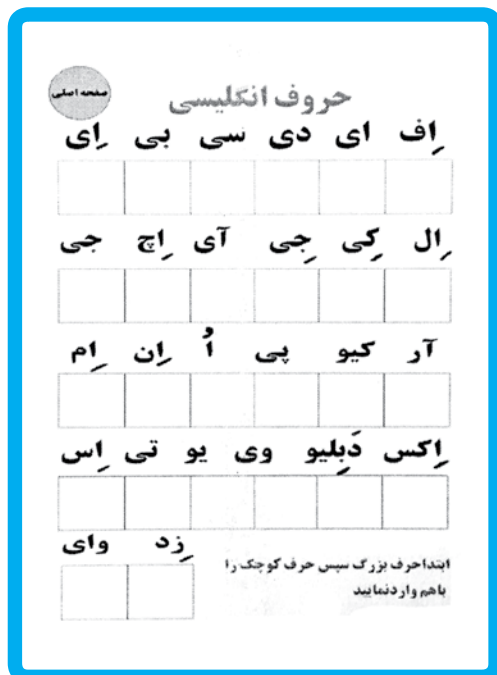 صفحه اصلی
حروف انگلیسی
اِف ای دی سی بی اِی
اِل کِی جِی آی اِچ جی
آر کیو پی اُ اِن اِم
اِکس دَبِلیو وی یو تی اِس
زِد وای
ابتدا حرف بزرگ سپس حرف کوچک را
باهم وارد نمایید